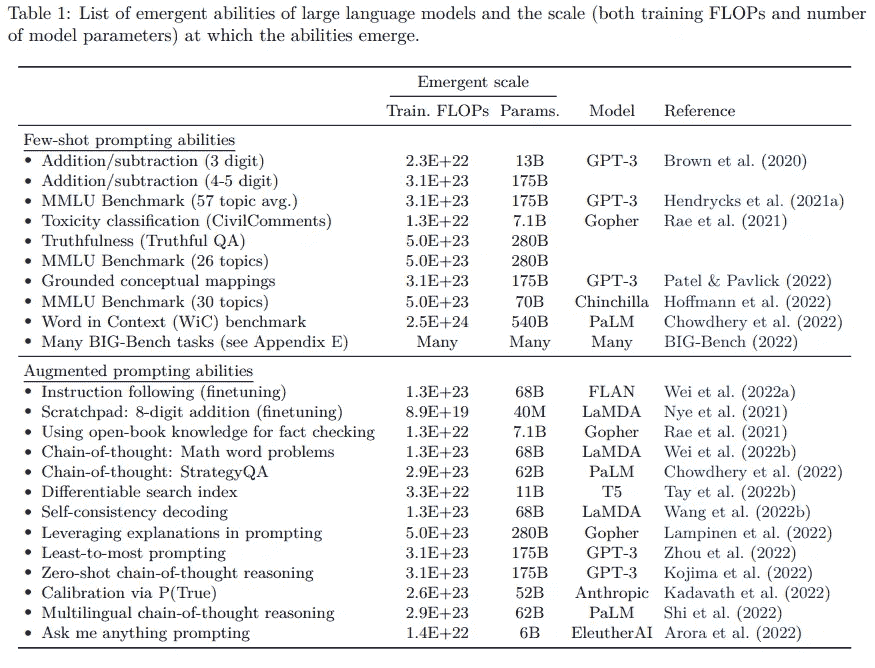 Table 1: List of emergent abilities of large language models and the scale (both training FLOPs and number
of model parameters) at which the abilities emerge.
Emergent scale
Train. FLOPs Params. Model Reference
Few-shot prompting abilities
• Addition/subtraction (3 digit) 2.3E+22 13B GPT-3 Brown et al. (2020)
• Addition/subtraction (4-5 digit) 3.1E+23 175B
• MMLU Benchmark (57 topic avg.) 3.1E+23 175B GPT-3 Hendrycks et al. (2021a)
• Toxicity classification (CivilComments) 1.3E+22 7.1B Gopher Rae et al. (2021)
• Truthfulness (Truthful QA) 5.0E+23 280B
• MMLU Benchmark (26 topics) 5.0E+23 280B
• Grounded conceptual mappings 3.1E+23 175B GPT-3 Patel & Pavlick (2022)
• MMLU Benchmark (30 topics) 5.0E+23 70B Chinchilla Hoffmann et al. (2022)
• Word in Context (WiC) benchmark 2.5E+24 540B PaLM Chowdhery et al. (2022)
• Many BIG-Bench tasks (see Appendix E) Many Many Many BIG-Bench (2022)
Augmented prompting abilities
• Instruction following (finetuning) 1.3E+23 68B FLAN Wei et al. (2022a)
• Scratchpad: 8-digit addition (finetuning) 8.9E+19 40M LaMDA Nye et al. (2021)
• Using open-book knowledge for fact checking 1.3E+22 7.1B Gopher Rae et al. (2021)
• Chain-of-thought: Math word problems 1.3E+23 68B LaMDA Wei et al. (2022b)
• Chain-of-thought: StrategyQA 2.9E+23 62B PaLM Chowdhery et al. (2022)
• Differentiable search index 3.3E+22 11B T5 Tay et al. (2022b)
• Self-consistency decoding 1.3E+23 68B LaMDA Wang et al. (2022b)
• Leveraging explanations in prompting 5.0E+23 280B Gopher Lampinen et al. (2022)
• Least-to-most prompting 3.1E+23 175B GPT-3 Zhou et al. (2022)
• Zero-shot chain-of-thought reasoning 3.1E+23 175B GPT-3 Kojima et al. (2022)
• Calibration via P(True) 2.6E+23 52B Anthropic Kadavath et al. (2022)
• Multilingual chain-of-thought reasoning 2.9E+23 62B PaLM Shi et al. (2022)
• Ask me anything prompting 1.4E+22 6B EleutherAI Arora et al. (2022)